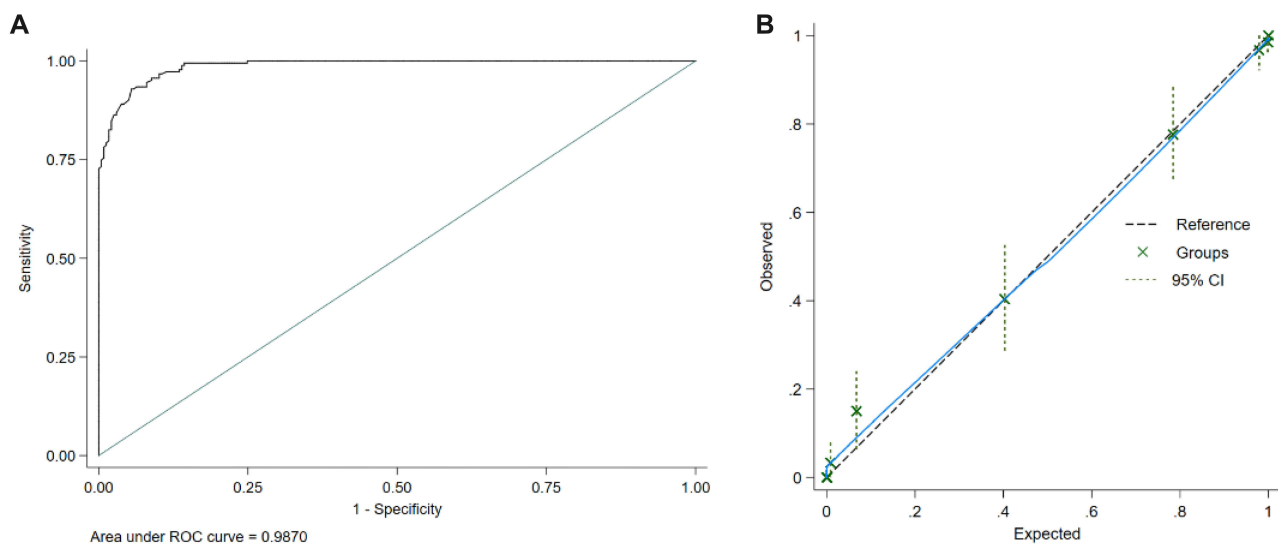 A
1.00
0.75
0.50
0.25
0.00
Sensitivity
0.00 0.25 0.50 0.75 1.00
1 - Specificity
Area under ROC curve = 0.9870
B
1
.8
.6
.4
.2
0
Observed
Reference
Groups
95% CI
0 .2 .4 .6 .8 1
Expected